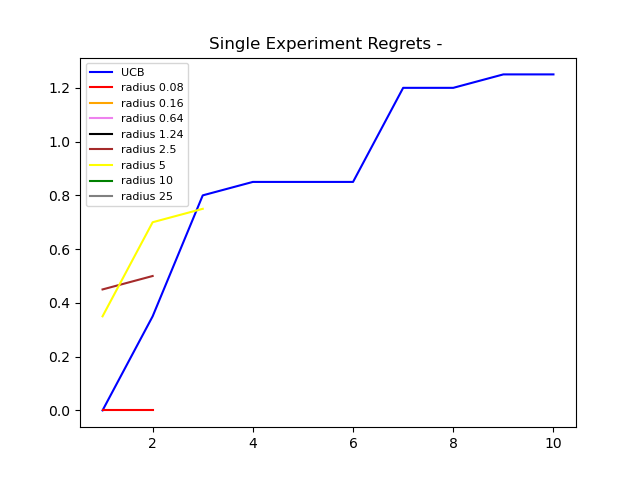 Single Experiment Regrets -
UCB
radius 0.08
radius 0.16
radius 0.64
radius 1.24
radius 2.5
radius 5
radius 10
radius 25
1.2
1.0
0.8
0.6
0.4
0.2
0.0
2 4 6 8 10